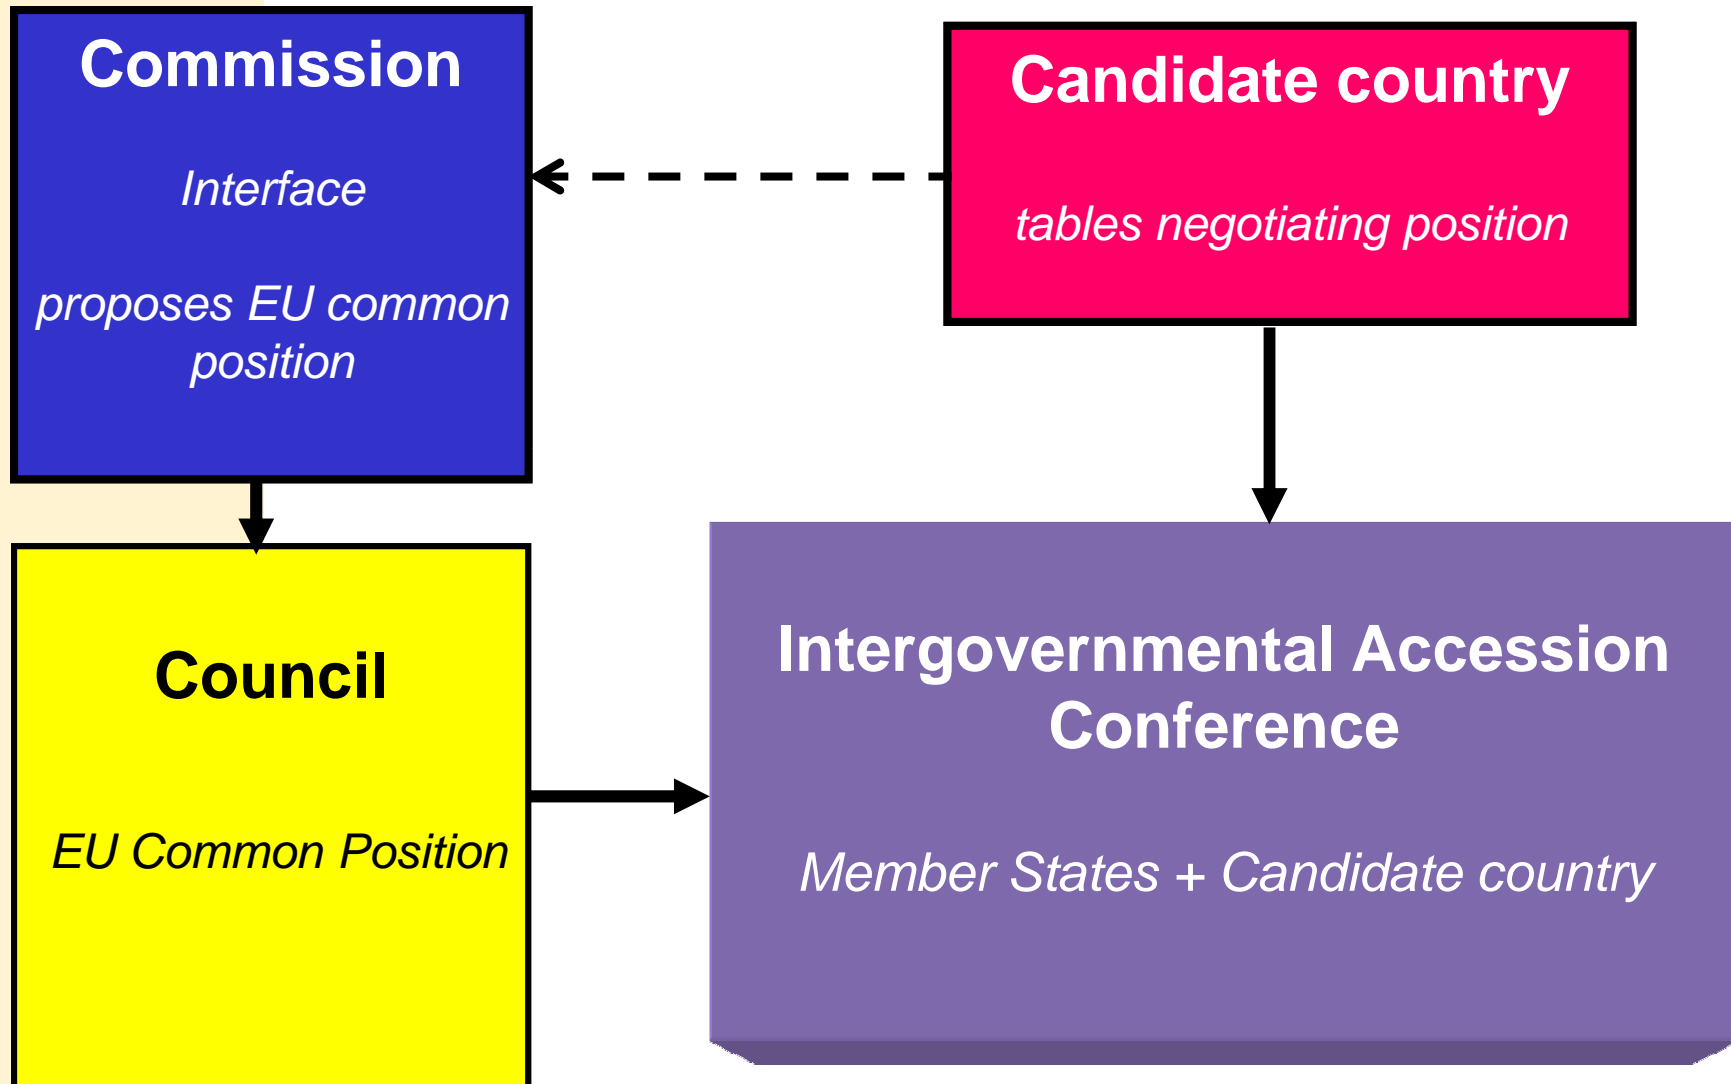 Commission
Interface
proposes EU common
position
Candidate country
tables negotiating position
Council
EU Common Position
Intergovernmental Accession
Conference
Member States + Candidate country